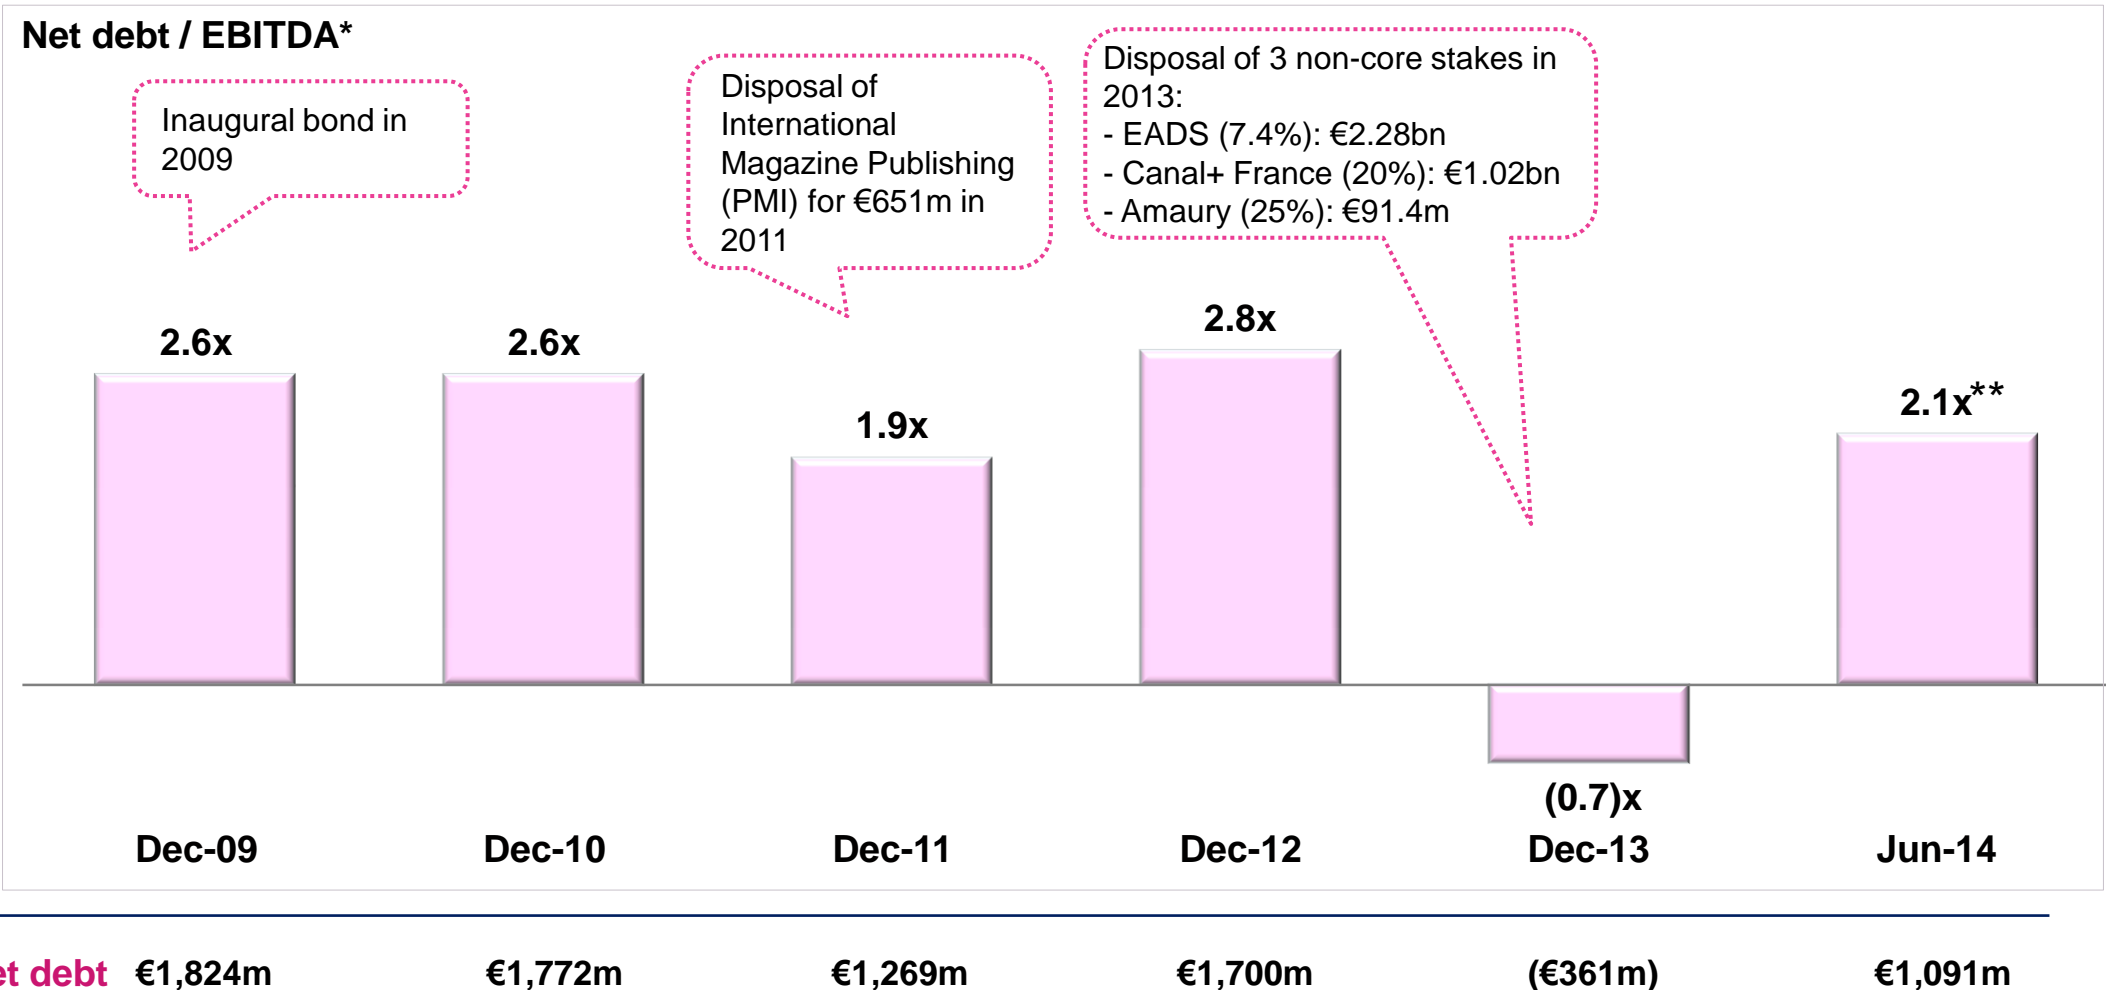 Net debt / EBITDA*
Inaugural bond in
2009
Disposal of
International
Magazine Publishing
(PMI) for €651m in
2011
Disposal of 3 non-core stakes in
2013:
- EADS (7.4%): €2.28bn
- Canal+ France (20%): €1.02bn
- Amaury (25%): €91.4m
2.6x
2.6x
1.9x
2.8x
(0.7)x
2.1x**
Dec-09 Dec-10 Dec-11 Dec-12 Dec-13 Jun-14
et debt €1,824m €1,772m €1,269m €1,700m (€361m) €1,091m